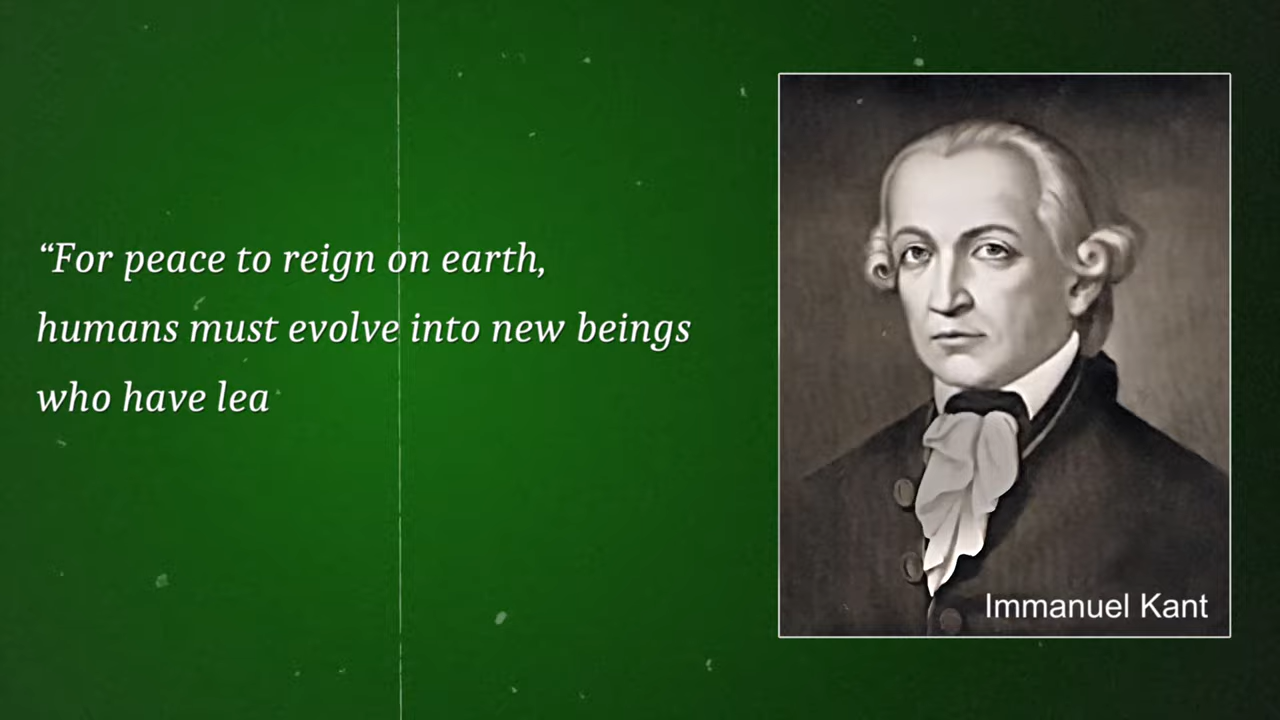 “For peace to reign on earth,
humans must evolve into new beings
who have lea
Immanuel Kant